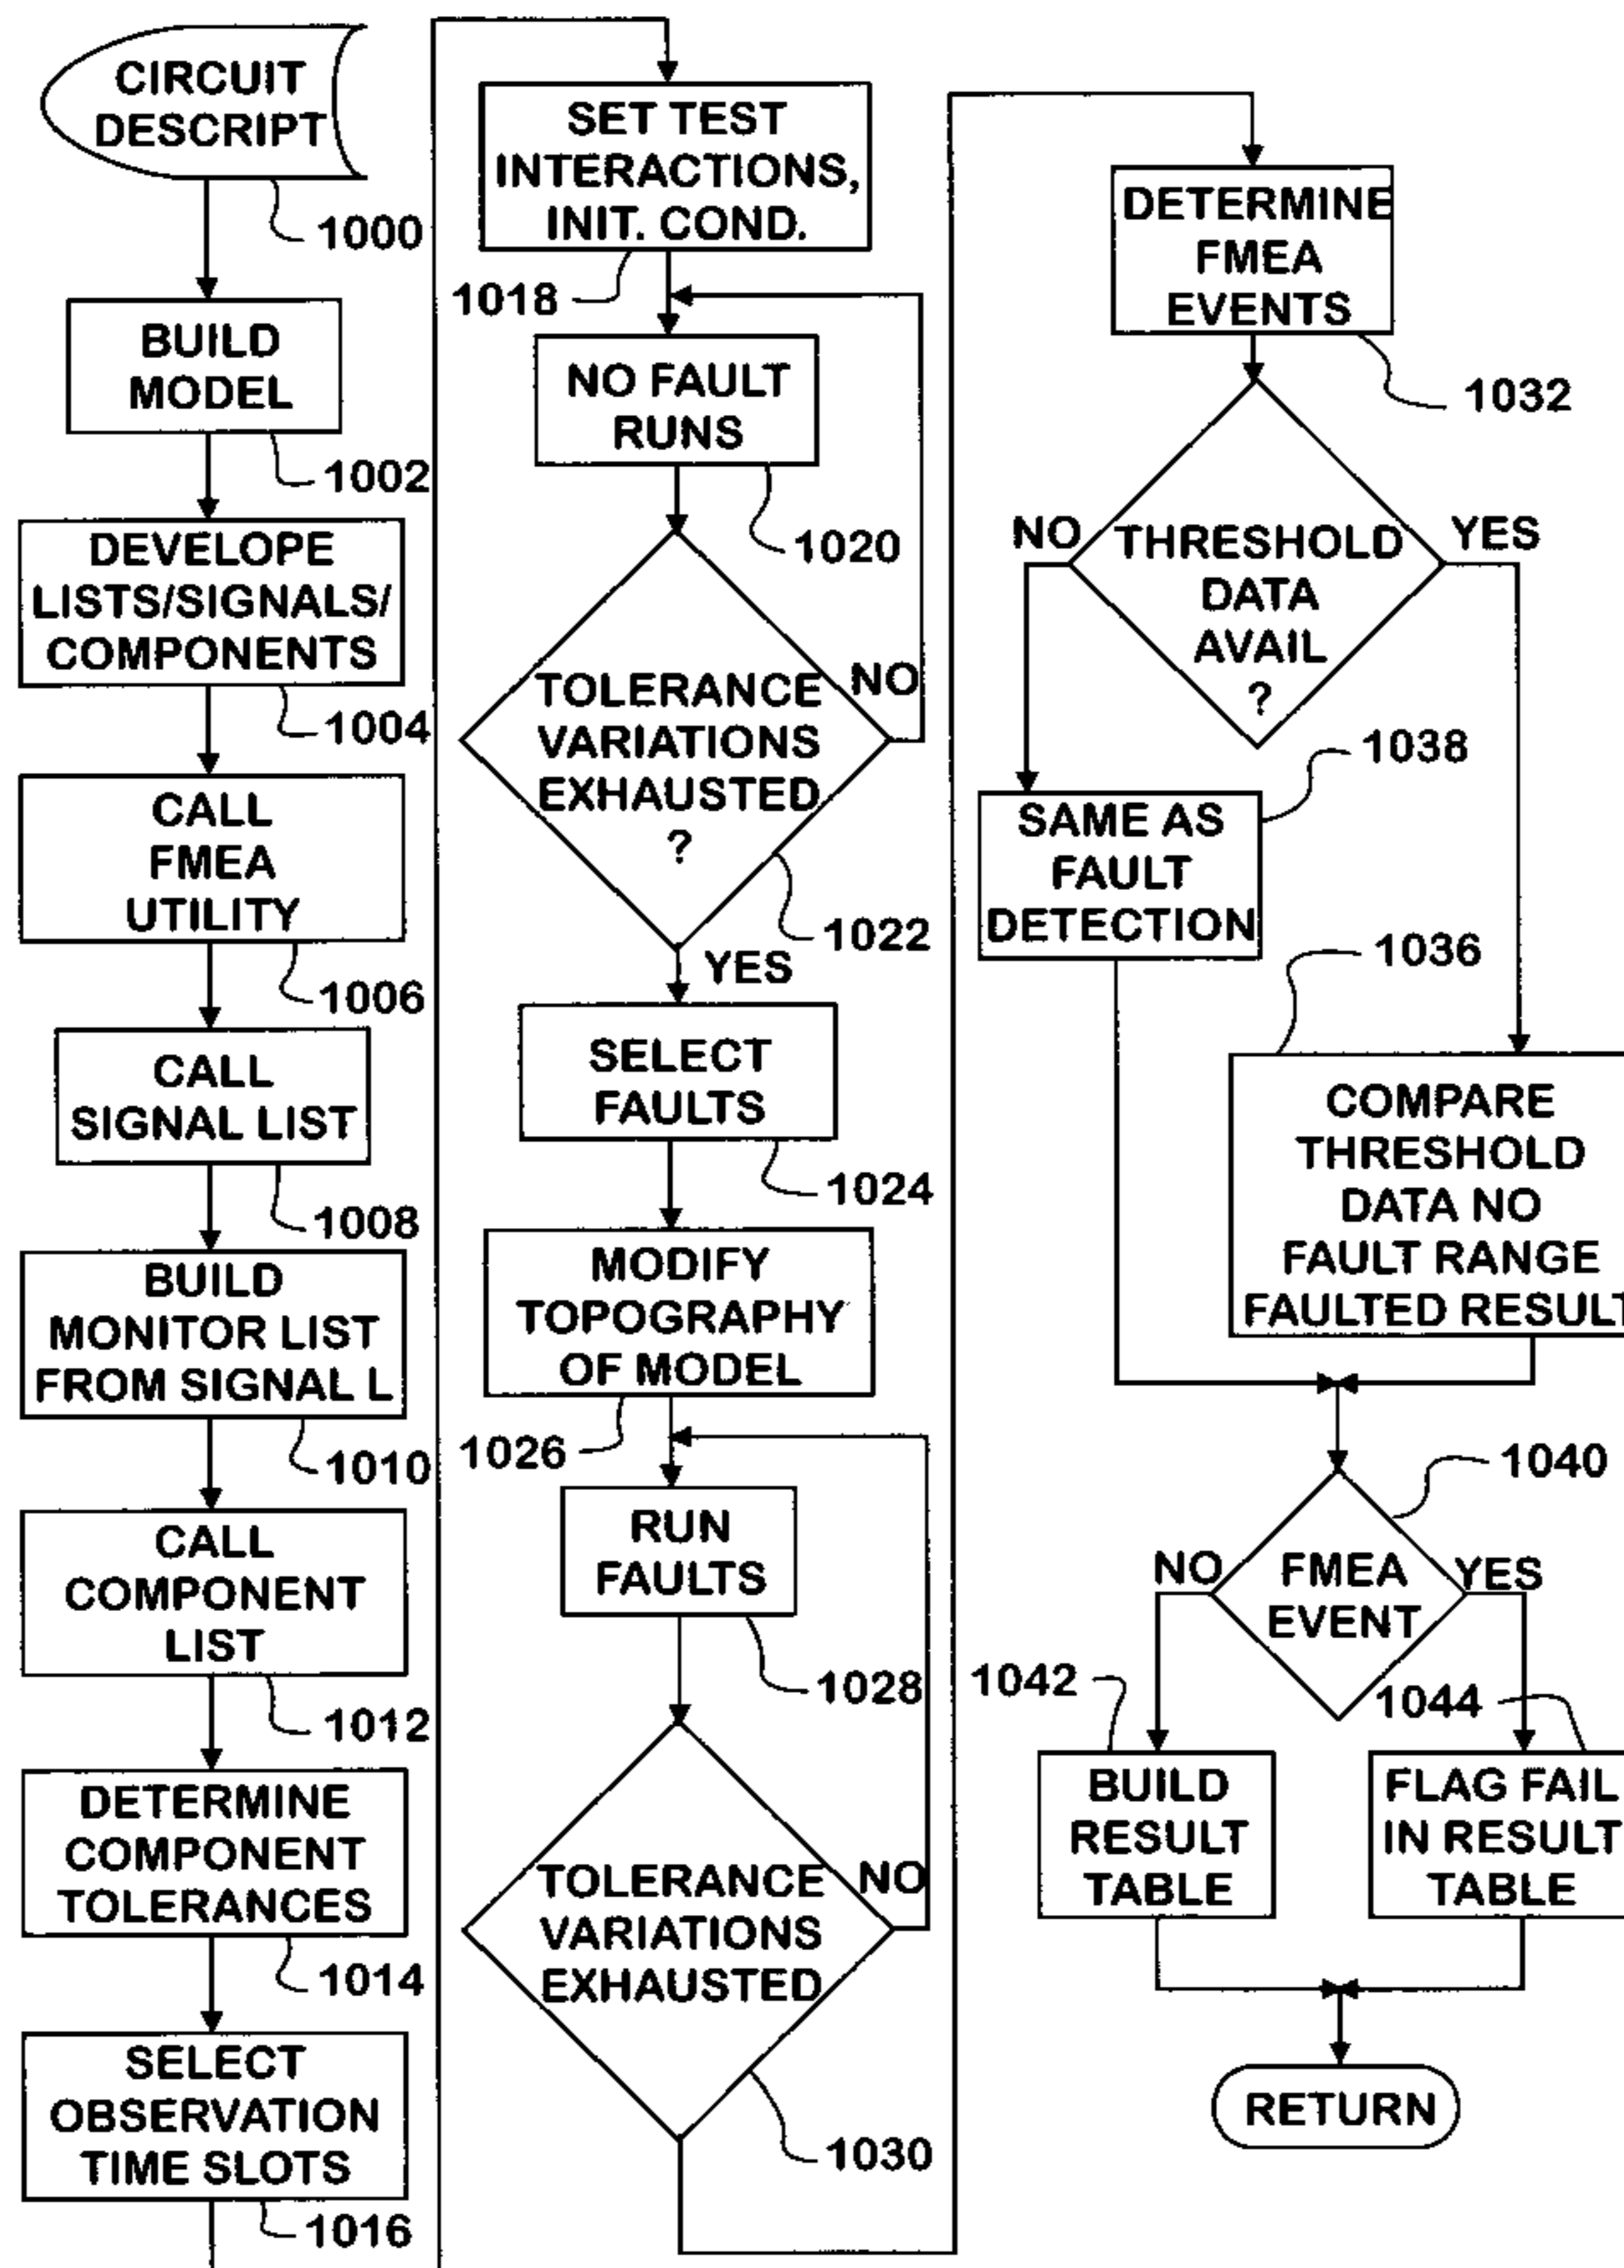 CIRCUIT
DESCRIPT
1000
BUILD
MODEL
1002
DEVELOPE
LISTS/SIGNALS/
COMPONENTS
1004
CALL
FMEA
UTILITY
1006
CALL
SIGNAL LIST
1008
BUILD
MONITOR LIST
FROM SIGNAL L
1010
CALL
COMPONENT
LIST
1012
DETERMINE
COMPONENT
TOLERANCES
1014
SELECT
OBSERVATION
TIME SLOTS
1016
SET TEST
INTERACTIONS,
INIT. COND.
1018
NO FAULT
RUNS
1020
TOLERANCE
VARIATIONS
EXHAUSTED
?
NO
1022
YES
SELECT
FAULTS
1024
MODIFY
TOPOGRAPHY
OF MODEL
1026
RUN
FAULTS
1028
TOLERANCE
VARIATIONS
EXHAUSTED
NO
1030
DETERMINE
FMEA
EVENTS
1032
NO
THRESHOLD
DATA
AVAIL
?
YES
1038
SAME AS
FAULT
DETECTION
1036
COMPARE
THRESHOLD
DATA NO
FAULT RANGE
FAULTED RESULT
1040
NO
FMEA
EVENT
YES
1042
1044
BUILD
RESULT
TABLE
FLAG FAIL
IN RESULT
TABLE
RETURN